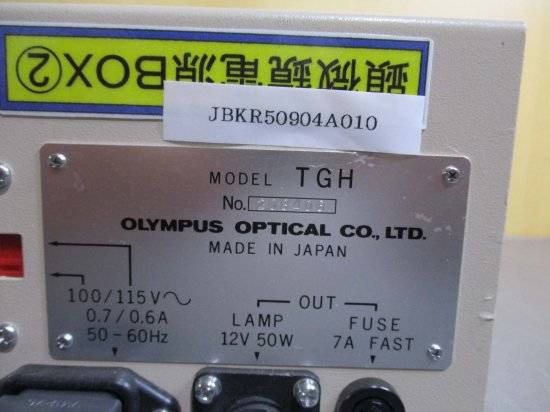 顕微鏡電源BOX②
JBKR50904A010
MODEL TGH
No.
OLYMPUS OPTICAL CO., LTD.
MADE IN JAPAN
100/115V~
0.7/0.6A
50-60Hz
OUT
LAMP
12V 50W
FUSE
7A FAST